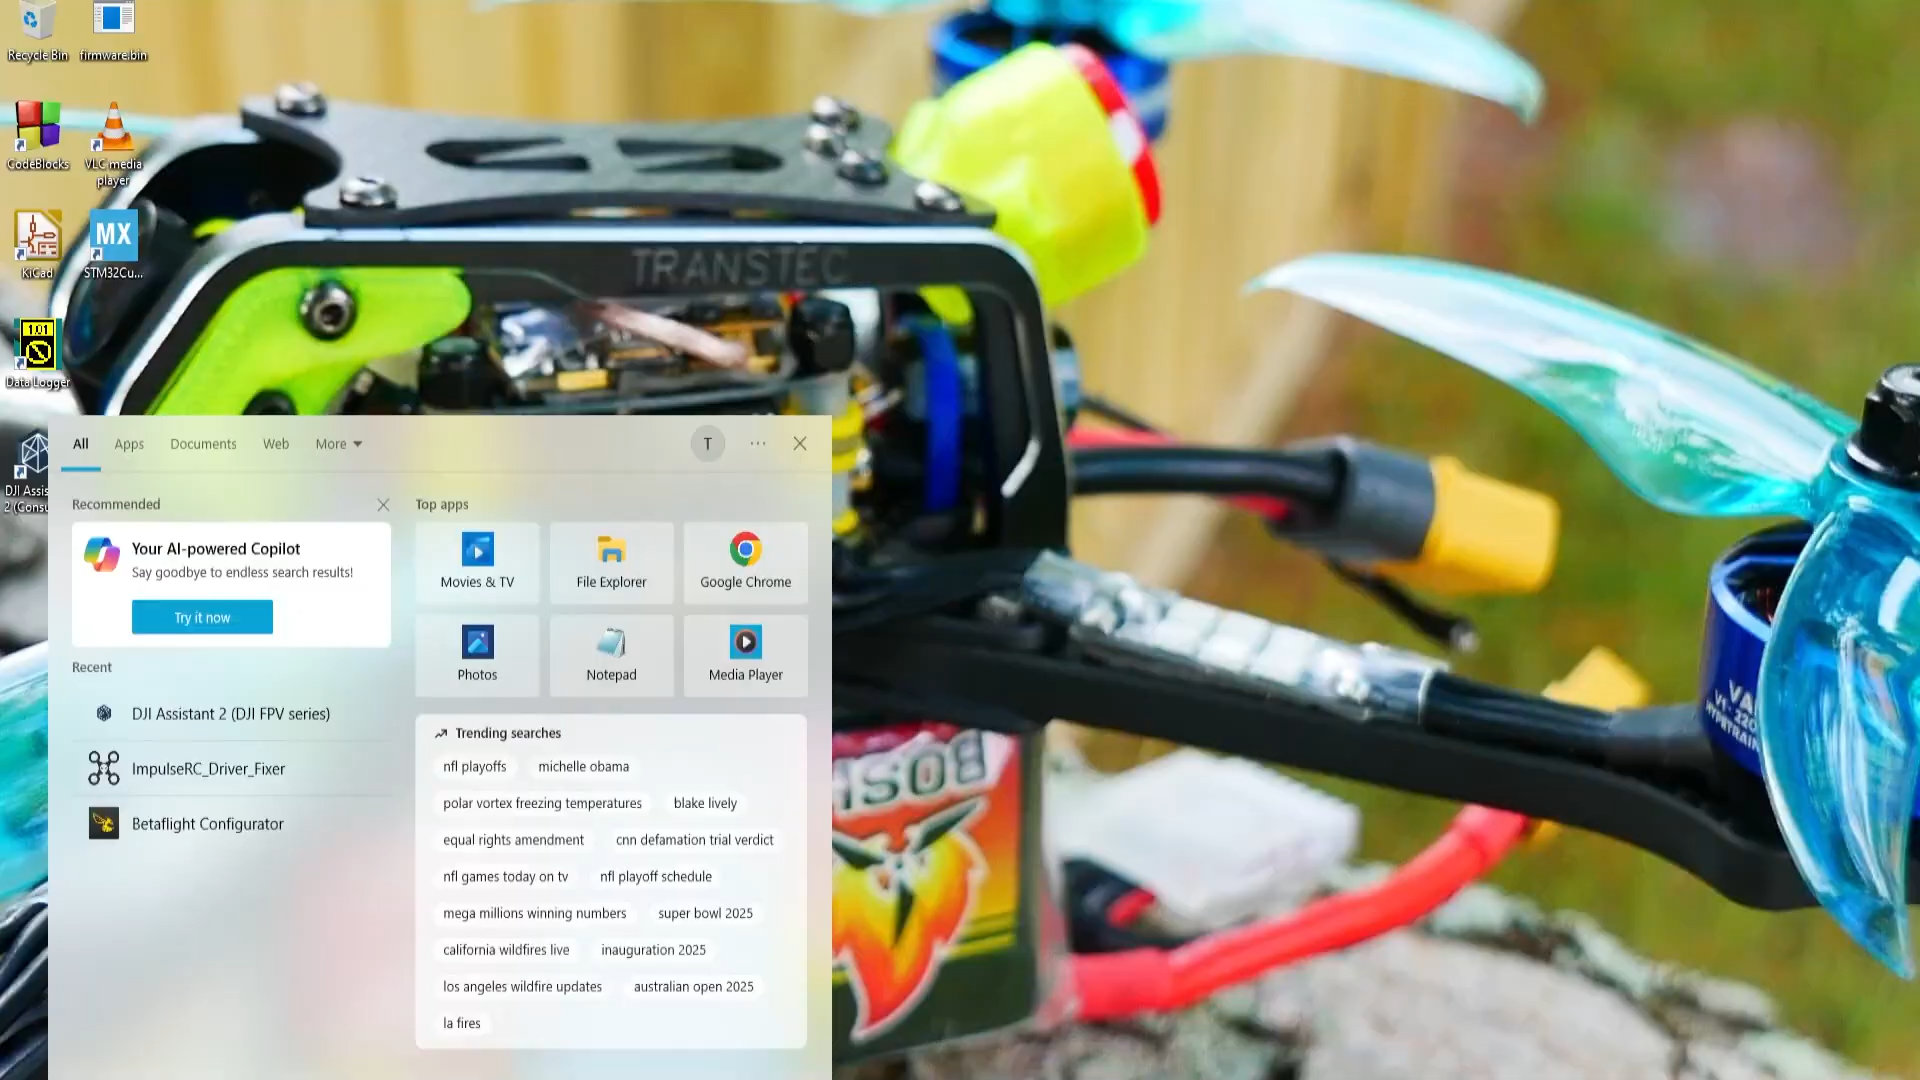 Recycle Bin
firmware.bin
CodeBlocks
VLC media
player
KiCad
MX
STM32Cu...
1.01
Data Logger
DJI Assis
2 (Consu
TRANSTEC
All
Apps
Documents
Web
More
T
Recommended
Your AI-powered Copilot
Say goodbye to endless search results!
Try it now
Recent
DJI Assistant 2 (DJI FPV series)
ImpulseRC_Driver_Fixer
Betaflight Configurator
Top apps
Movies & TV
File Explorer
Google Chrome
Photos
Notepad
Media Player
Trending searches
nfl playoffs
michelle obama
polar vortex freezing temperatures
blake lively
equal rights amendment
cnn defamation trial verdict
nfl games today on tv
nfl playoff schedule
mega millions winning numbers
super bowl 2025
california wildfires live
inauguration 2025
los angeles wildfire updates
australian open 2025
la fires